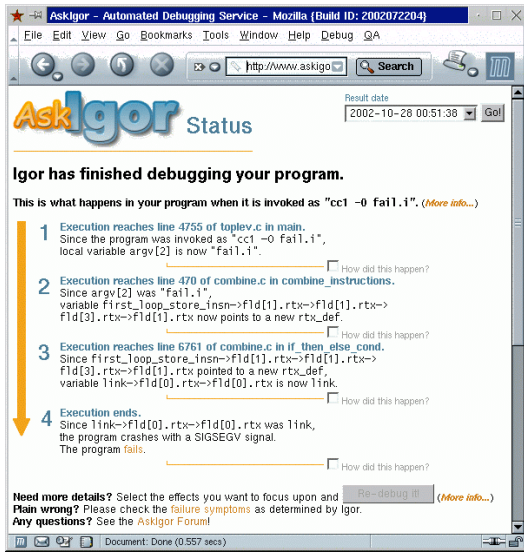 AskIgor - Automated Debugging Service - Mozilla {Build ID: 2002072204}
File Edit View Go Bookmarks Tools Window Help Debug QA
http://www.askigo Search
AskIgor Status
Result date
2002-10-28 00:51:38 Go!
Igor has finished debugging your program.
This is what happens in your program when it is invoked as "cc1 -O fail.i". (More info...)
1 Execution reaches line 4755 of toplev.c in main.
Since the program was invoked as "cc1 -O fail.i",
local variable argv[2] is now "fail.i".
How did this happen?
2 Execution reaches line 470 of combine.c in combine_instructions.
Since argv[2] was "fail.i",
variable first_loop_store_insn->fld[1].rtx->fld[1].rtx->
fld[3].rtx->fld[1].rtx now points to a new rtx_def.
How did this happen?
3 Execution reaches line 6761 of combine.c in if_then_else_cond.
Since first_loop_store_insn->fld[1].rtx->fld[1].rtx->
fld[3].rtx->fld[1].rtx pointed to a new rtx_def,
variable link->fld[0].rtx->fld[0].rtx is now link.
How did this happen?
4 Execution ends.
Since link->fld[0].rtx->fld[0].rtx was link,
the program crashes with a SIGSEGV signal.
The program fails.
How did this happen?
Need more details? Select the effects you want to focus upon and Re-debug it! (More info...)
Plain wrong? Please check the failure symptoms as determined by Igor.
Any questions? See the AskIgor Forum!
Document: Done (0.557 secs)